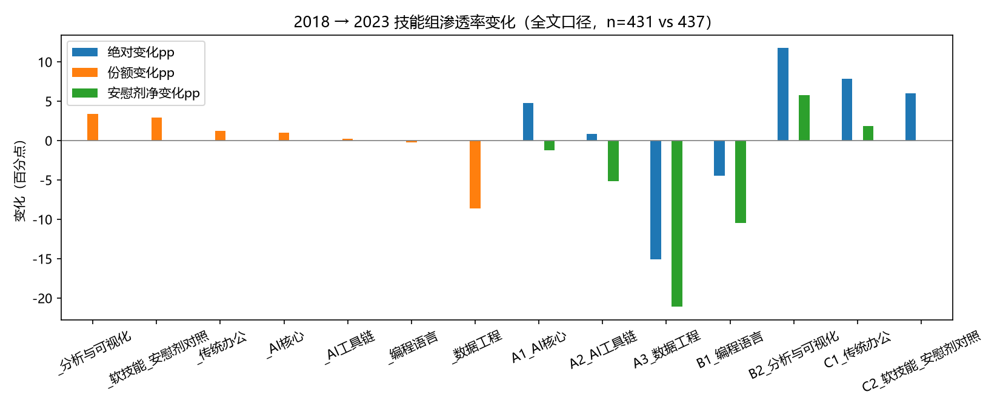 2018 → 2023 技能组渗透率变化（全文口径，n=431 vs 437）
绝对变化pp
份额变化pp
安慰剂净变化pp
变化（百分点）
10
5
0
-5
-10
-15
-20
_分析与可视化
_软技能_安慰剂对照
_传统办公
_AI核心
_AI工具链
_编程语言
_数据工程
A1_AI核心
A2_AI工具链
A3_数据工程
B1_编程语言
B2_分析与可视化
C1_传统办公
C2_软技能_安慰剂对照